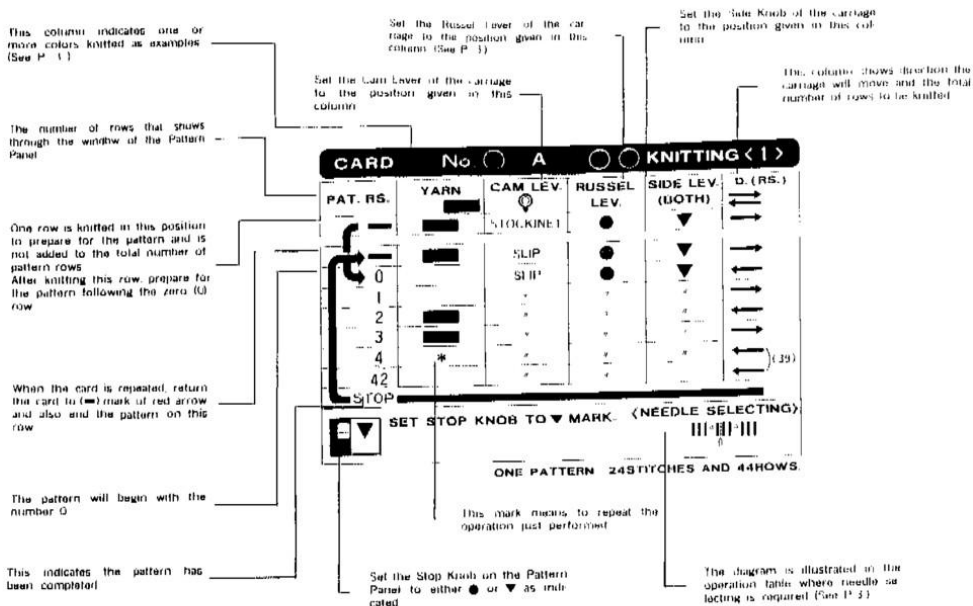 This column indicates one or
more colors knitted as examples
(See P. 3.)
The number of rows that shows
through the window of the Pattern
Panel
One row is knitted in this position
to prepare for the pattern and is
not added to the total number of
pattern rows
After knitting this row, prepare for
the pattern following the zero (0)
row
When the card is repeated, return
the card to (▬) mark of red arrow
and also end the pattern on this
row
The pattern will begin with the
number 0
This indicates the pattern has
been completed
Set the Cam Lever of the carriage
to the position given in this
column
Set the Russel Lever of the car
riage to the position given in this
column (See P. 3.)
Set the Side Knob of the carriage
to the position given in this col
umn
This column shows direction the
carriage will move and the total
number of rows to be knitted
CARD No. ○ A ○ ○ KNITTING <1>
PAT. RS. YARN CAM LEV. RUSSEL LEV. SIDE LEV. (BOTH) D. (RS.)
STOCKINET ● ▼
SLIP ● ▼
0 SLIP ● ▼
1 〃 〃 〃
2 〃 〃 〃
3 〃 〃 〃
4 * 〃 〃 〃 (39)
42 〃 〃
STOP
▼ SET STOP KNOB TO ▼ MARK. <NEEDLE SELECTING>
0
ONE PATTERN 24STITCHES AND 44HOWS.
This mark means to repeat the
operation just performed
Set the Stop Knob on the Pattern
Panel to either ● or ▼ as indi
cated
The diagram is illustrated in the
operation table where needle se
lecting is required (See P. 3.)